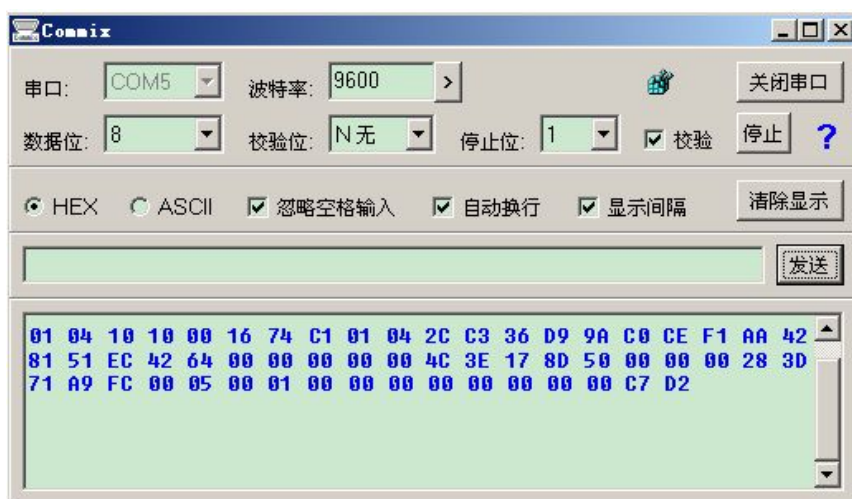 Commix
串口: COM5 波特率: 9600 > 关闭串口
数据位: 8 校验位: N 无 停止位: 1 校验 停止 ?
HEX ASCII 忽略空格输入 自动换行 显示间隔 清除显示
发送
01 04 10 10 00 16 74 C1 01 04 2C C3 36 D9 9A C0 CE F1 AA 42
81 51 EC 42 64 00 00 00 00 00 4C 3E 17 8D 50 00 00 00 28 3D
71 A9 FC 00 05 00 01 00 00 00 00 00 00 00 00 C7 D2